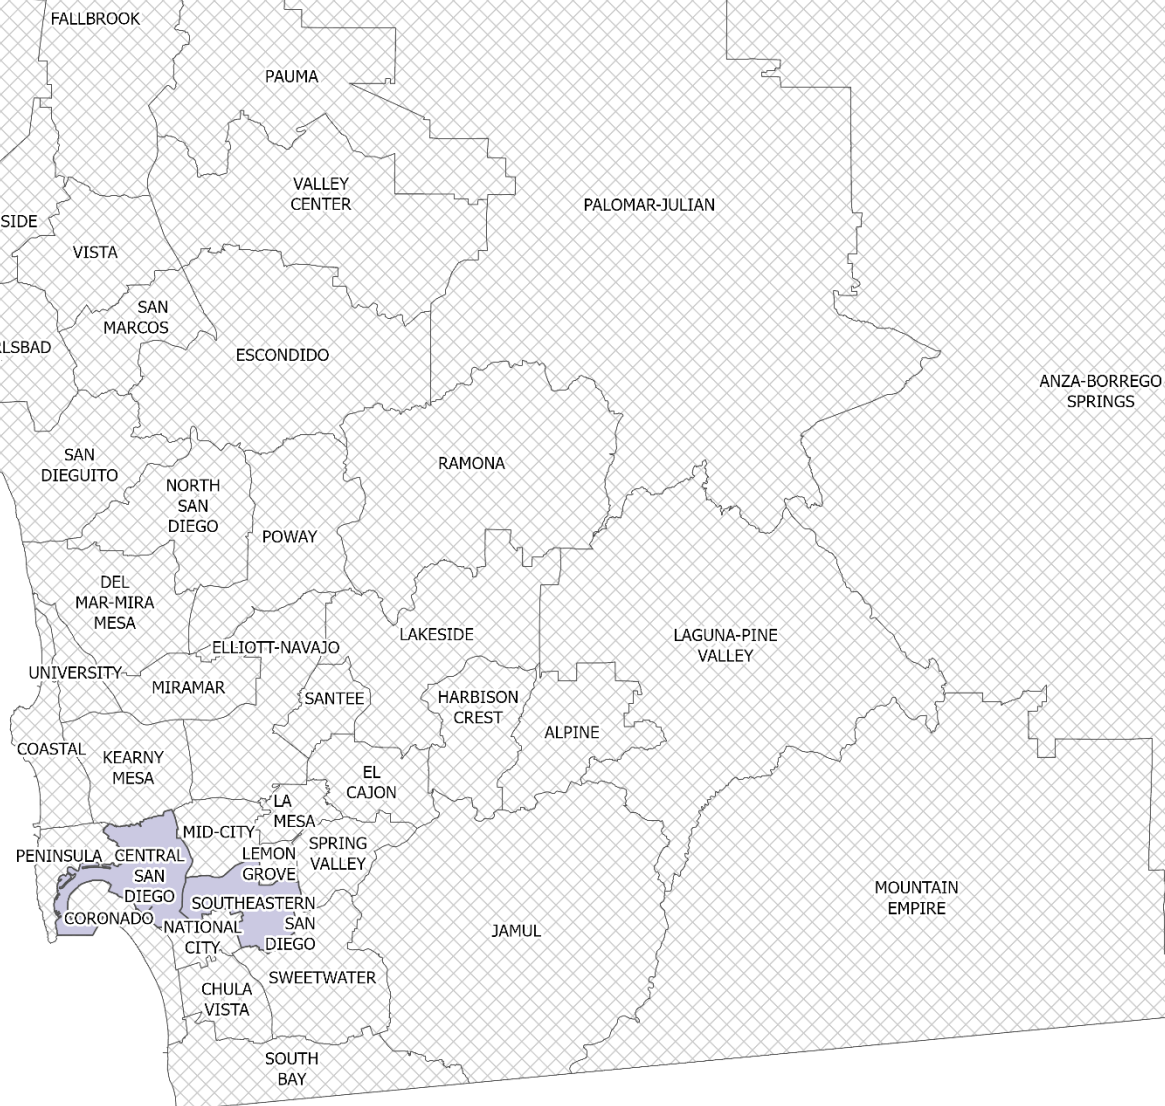 FALLBROOK
PAUMA
VALLEY
CENTER
PALOMAR-JULIAN
SIDE
VISTA
SAN
MARCOS
RLSBAD
ESCONDIDO
ANZA-BORREGO
SPRINGS
SAN
DIEGUITO
RAMONA
NORTH
SAN
DIEGO
POWAY
DEL
MAR-MIRA
MESA
ELLIOTT-NAVAJO
LAKESIDE
LAGUNA-PINE
VALLEY
UNIVERSITY
MIRAMAR
SANTEE
HARBISON
CREST
ALPINE
COASTAL
KEARNY
MESA
EL
CAJON
LA
MESA
MID-CITY
SPRING
VALLEY
PENINSULA
CENTRAL
SAN
DIEGO
LEMON
GROVE
MOUNTAIN
EMPIRE
CORONADO
SOUTHEASTERN
SAN
DIEGO
NATIONAL
CITY
JAMUL
SWEETWATER
CHULA
VISTA
SOUTH
BAY